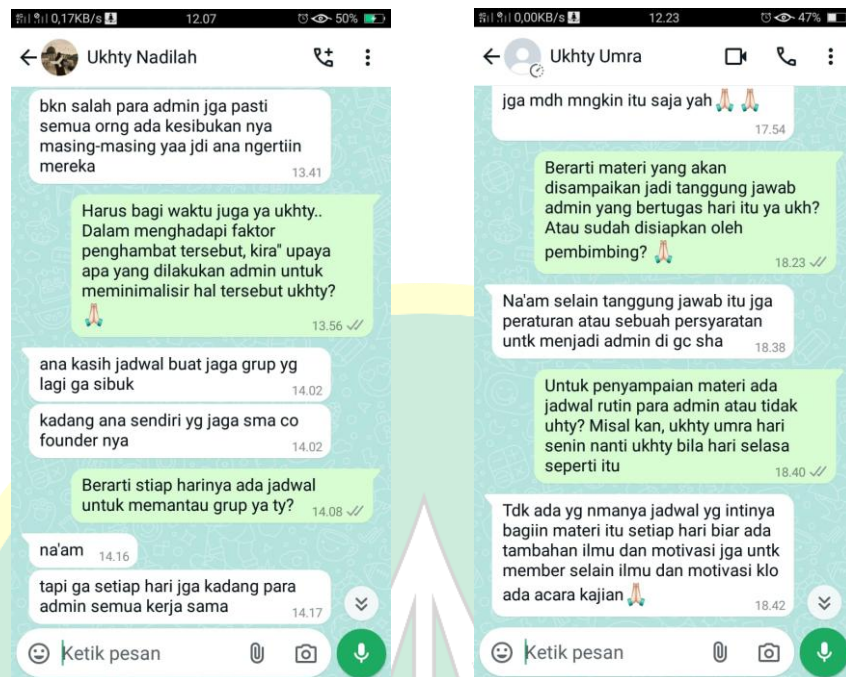 0,17KB/s 12.07 50%
Ukhty Nadilah
bkn salah para admin jga pasti
semua orng ada kesibukan nya
masing-masing yaa jdi ana ngertiin
mereka
13.41
Harus bagi waktu juga ya ukhty..
Dalam menghadapi faktor
penghambat tersebut, kira" upaya
apa yang dilakukan admin untuk
meminimalisir hal tersebut ukhty?
🙏🏻
13.56
ana kasih jadwal buat jaga grup yg
lagi ga sibuk
14.02
kadang ana sendiri yg jaga sma co
founder nya
14.02
Berarti stiap harinya ada jadwal
untuk memantau grup ya ty? 14.08
na'am 14.16
tapi ga setiap hari jga kadang para
admin semua kerja sama
14.17
Ketik pesan
0,00KB/s 12.23 47%
Ukhty Umra
jga mdh mngkin itu saja yah🙏🏻 🙏🏻
17.54
Berarti materi yang akan
disampaikan jadi tanggung jawab
admin yang bertugas hari itu ya ukh?
Atau sudah disiapkan oleh
pembimbing? 🙏🏻
18.23
Na'am selain tanggung jawab itu jga
peraturan atau sebuah persyaratan
untk menjadi admin di gc sha
18.38
Untuk penyampaian materi ada
jadwal rutin para admin atau tidak
uhty? Misal kan, ukhty umra hari
senin nanti ukhty bila hari selasa
seperti itu
18.40
Tdk ada yg nmanya jadwal yg intinya
bagiin materi itu setiap hari biar ada
tambahan ilmu dan motivasi jga untk
member selain ilmu dan motivasi klo
ada acara kajian🙏🏻
18.42
Ketik pesan